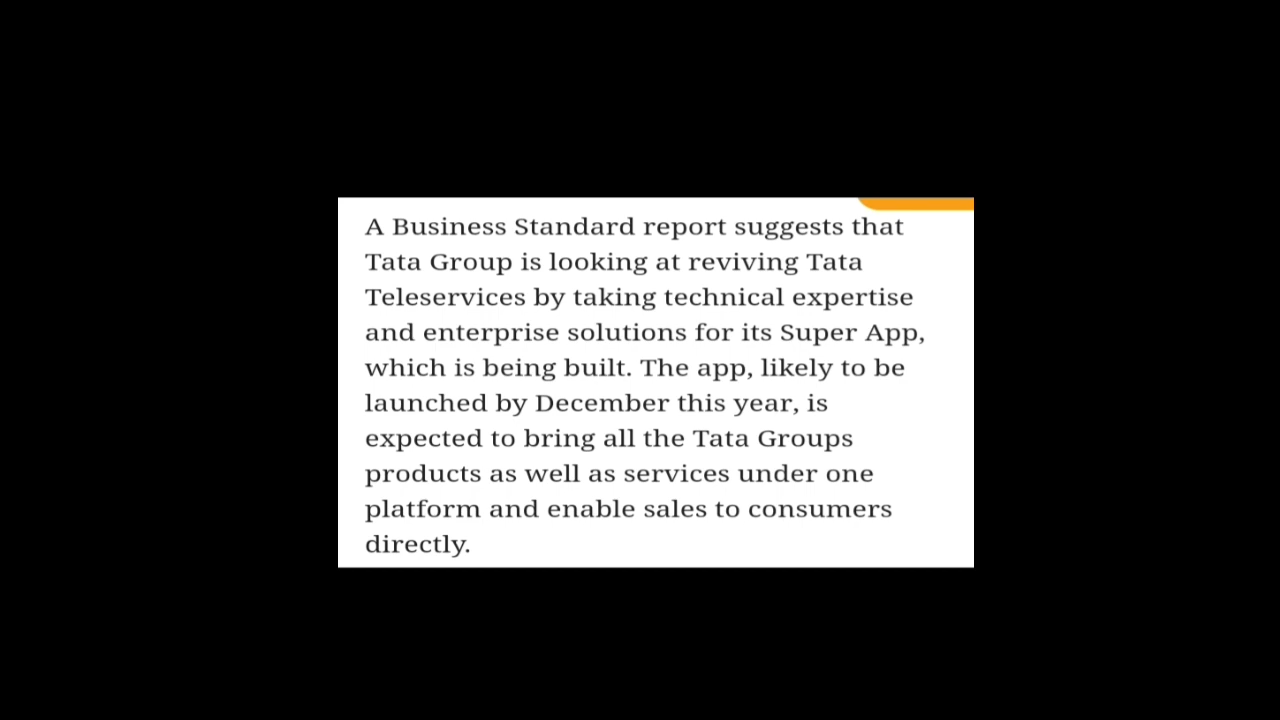 A Business Standard report suggests that
Tata Group is looking at reviving Tata
Teleservices by taking technical expertise
and enterprise solutions for its Super App,
which is being built. The app, likely to be
launched by December this year, is
expected to bring all the Tata Groups
products as well as services under one
platform and enable sales to consumers
directly.